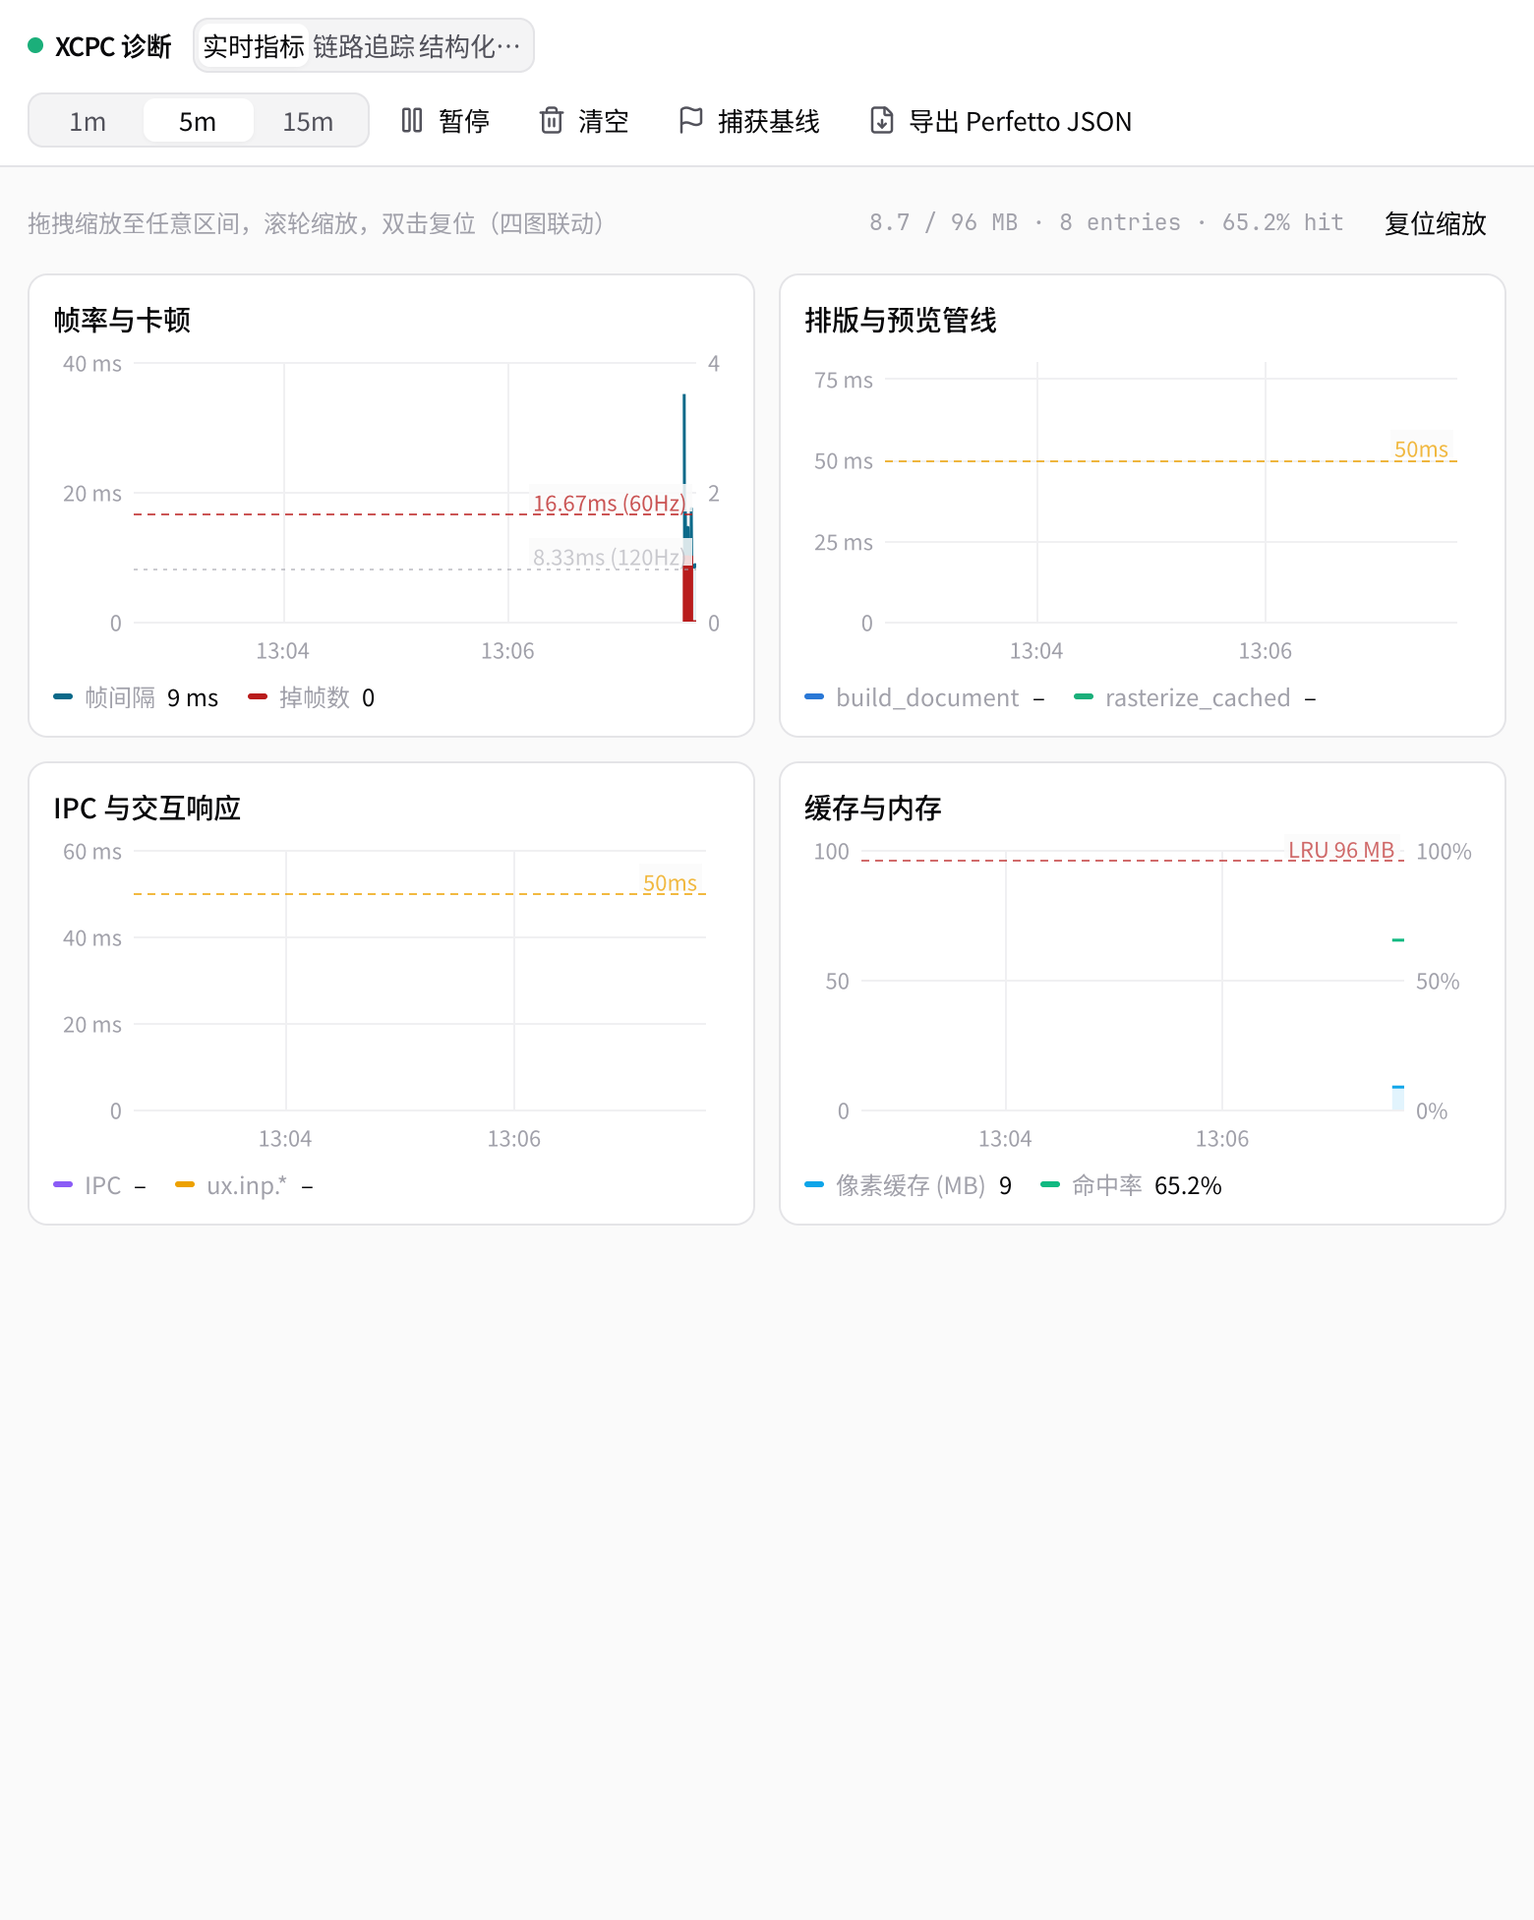 XCPC 诊断
实时指标 链路追踪 结构化…
1m 5m 15m 暂停 清空 捕获基线 导出 Perfetto JSON
拖拽缩放至任意区间，滚轮缩放，双击复位（四图联动）
8.7 / 96 MB · 8 entries · 65.2% hit 复位缩放
帧率与卡顿
40 ms 4
20 ms 2
16.67ms (60Hz)
8.33ms (120Hz)
0 0
13:04 13:06
帧间隔 9 ms 掉帧数 0
排版与预览管线
75 ms
50ms
50 ms
25 ms
0
13:04 13:06
build_document – rasterize_cached –
IPC 与交互响应
60 ms
50ms
40 ms
20 ms
0
13:04 13:06
IPC – ux.inp.* –
缓存与内存
100 LRU 96 MB 100%
50 50%
0 0%
13:04 13:06
像素缓存 (MB) 9 命中率 65.2%